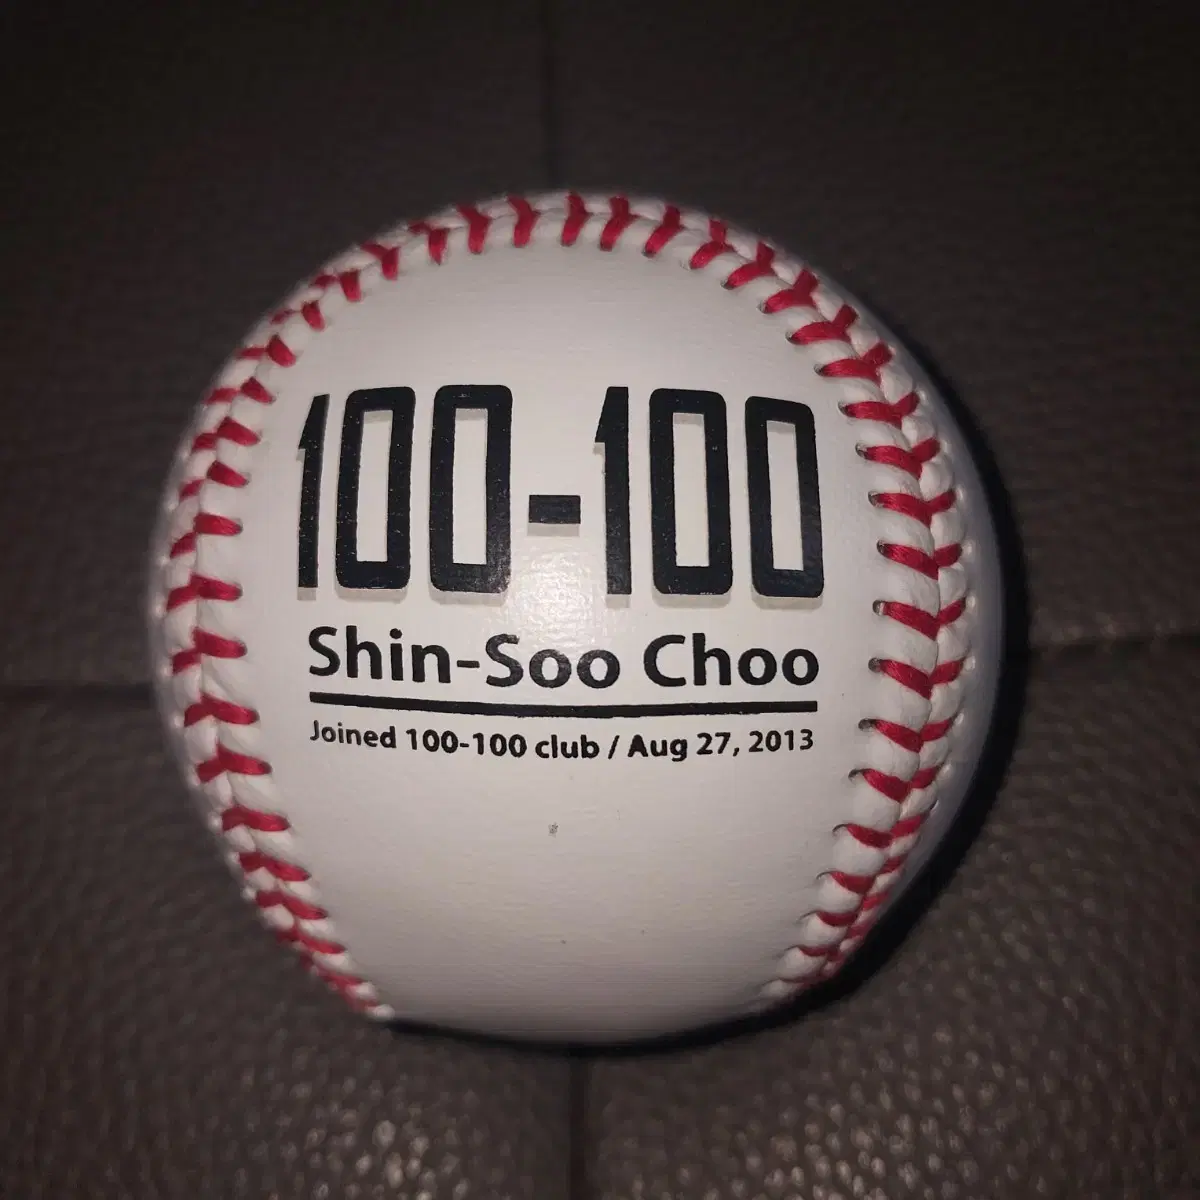 100-100
Shin-Soo Choo
Joined 100-100 club / Aug 27, 2013